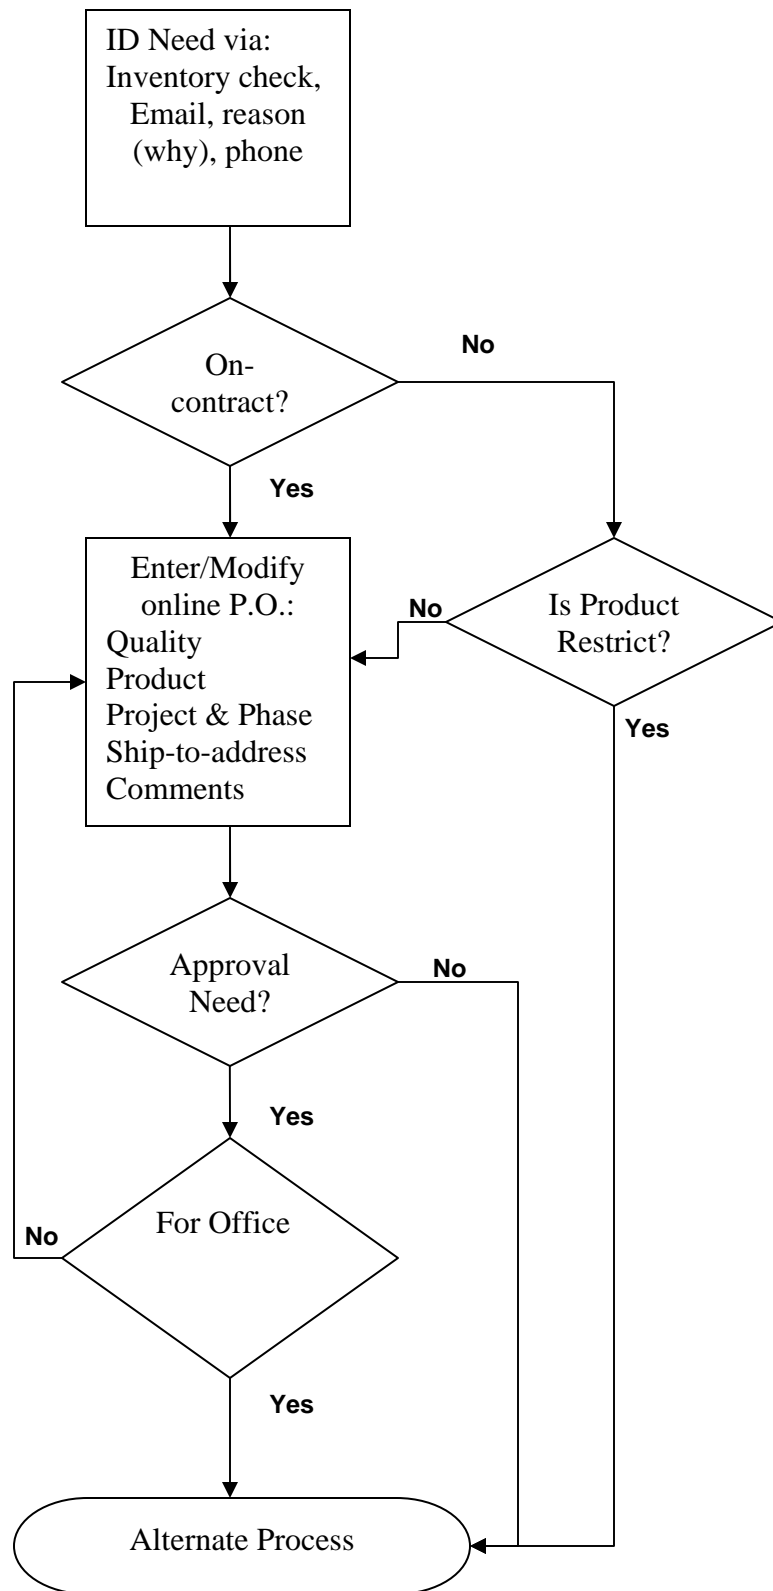 ID Need via:
Inventory check,
Email, reason
(why), phone
No
On-
contract?
Yes
Enter/Modify
online P.O.:
Quality
Product
Project & Phase
Ship-to-address
Comments
No
Is Product
Restrict?
Yes
Approval
Need?
No
Yes
For Office
No
Yes
Alternate Process